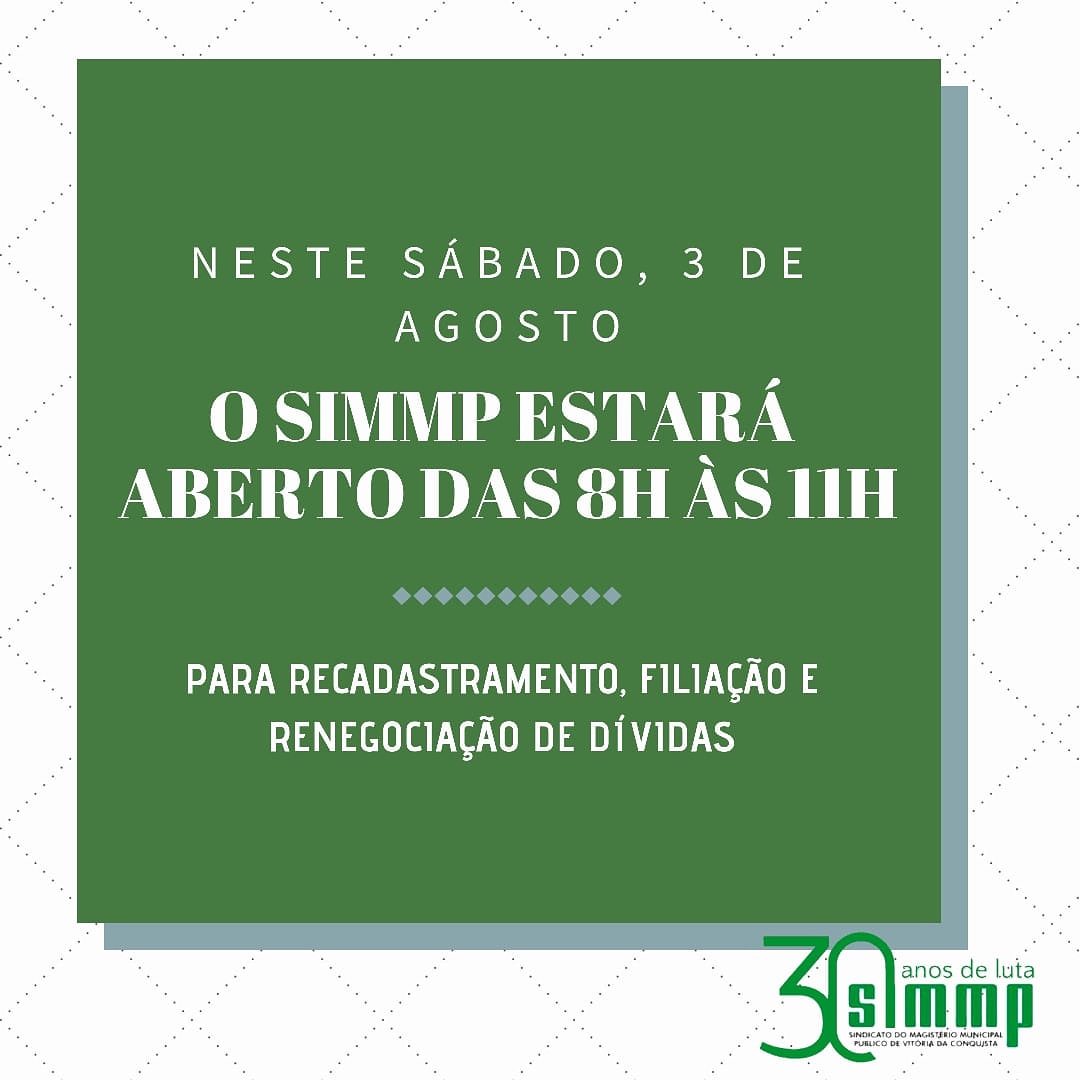 NESTE SÁBADO, 3 DE
AGOSTO
O SIMMP ESTARÁ
ABERTO DAS 8H ÀS 11H
PARA RECADASTRAMENTO, FILIAÇÃO E
RENEGOCIAÇÃO DE DÍVIDAS
30 anos de luta
simmp
SINDICATO DO MAGISTÉRIO MUNICIPAL
PÚBLICO DE VITÓRIA DA CONQUISTA